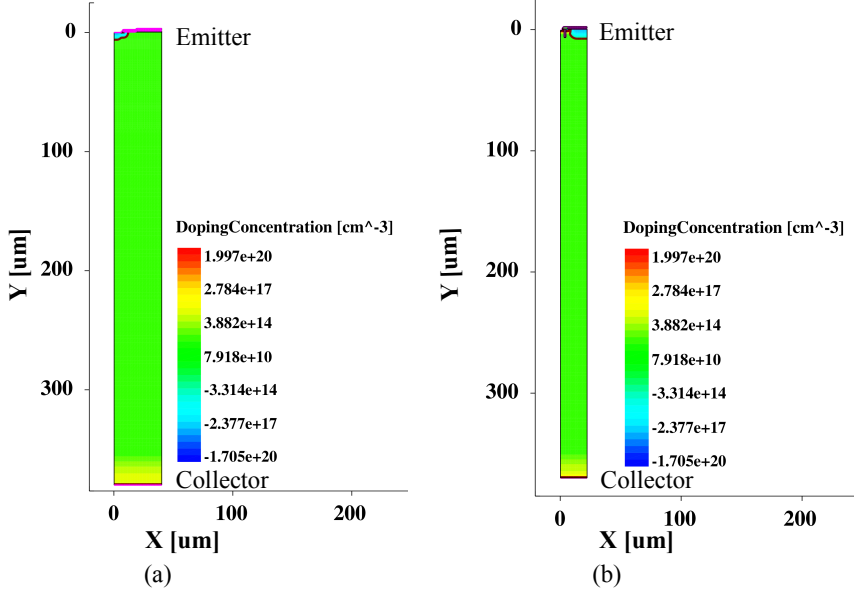 0
Emitter
100
200
300
Y [um]
DopingConcentration [cm^-3]
1.997e+20
2.784e+17
3.882e+14
7.918e+10
-3.314e+14
-2.377e+17
-1.705e+20
Collector
0
100
200
X [um]
(a)
0
Emitter
100
200
300
Y [um]
DopingConcentration [cm^-3]
1.997e+20
2.784e+17
3.882e+14
7.918e+10
-3.314e+14
-2.377e+17
-1.705e+20
Collector
0
100
200
X [um]
(b)